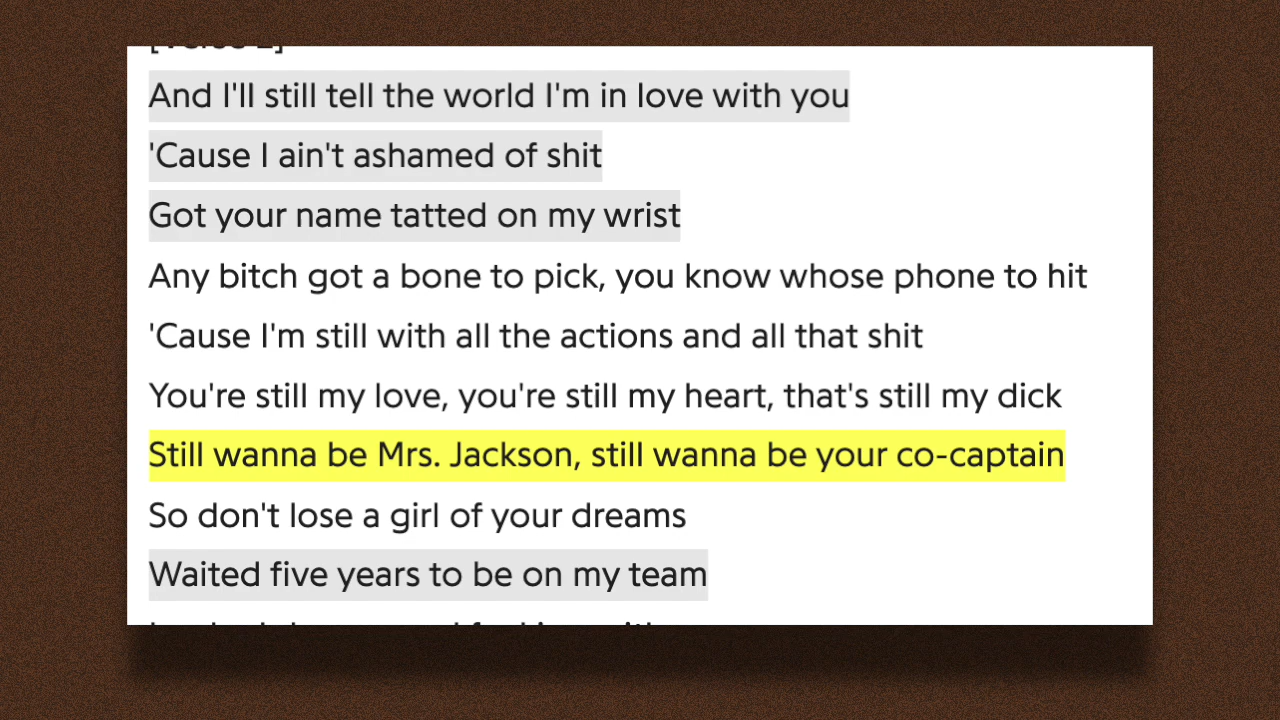 And I'll still tell the world I'm in love with you
'Cause I ain't ashamed of shit
Got your name tatted on my wrist
Any bitch got a bone to pick, you know whose phone to hit
'Cause I'm still with all the actions and all that shit
You're still my love, you're still my heart, that's still my dick
Still wanna be Mrs. Jackson, still wanna be your co-captain
So don't lose a girl of your dreams
Waited five years to be on my team